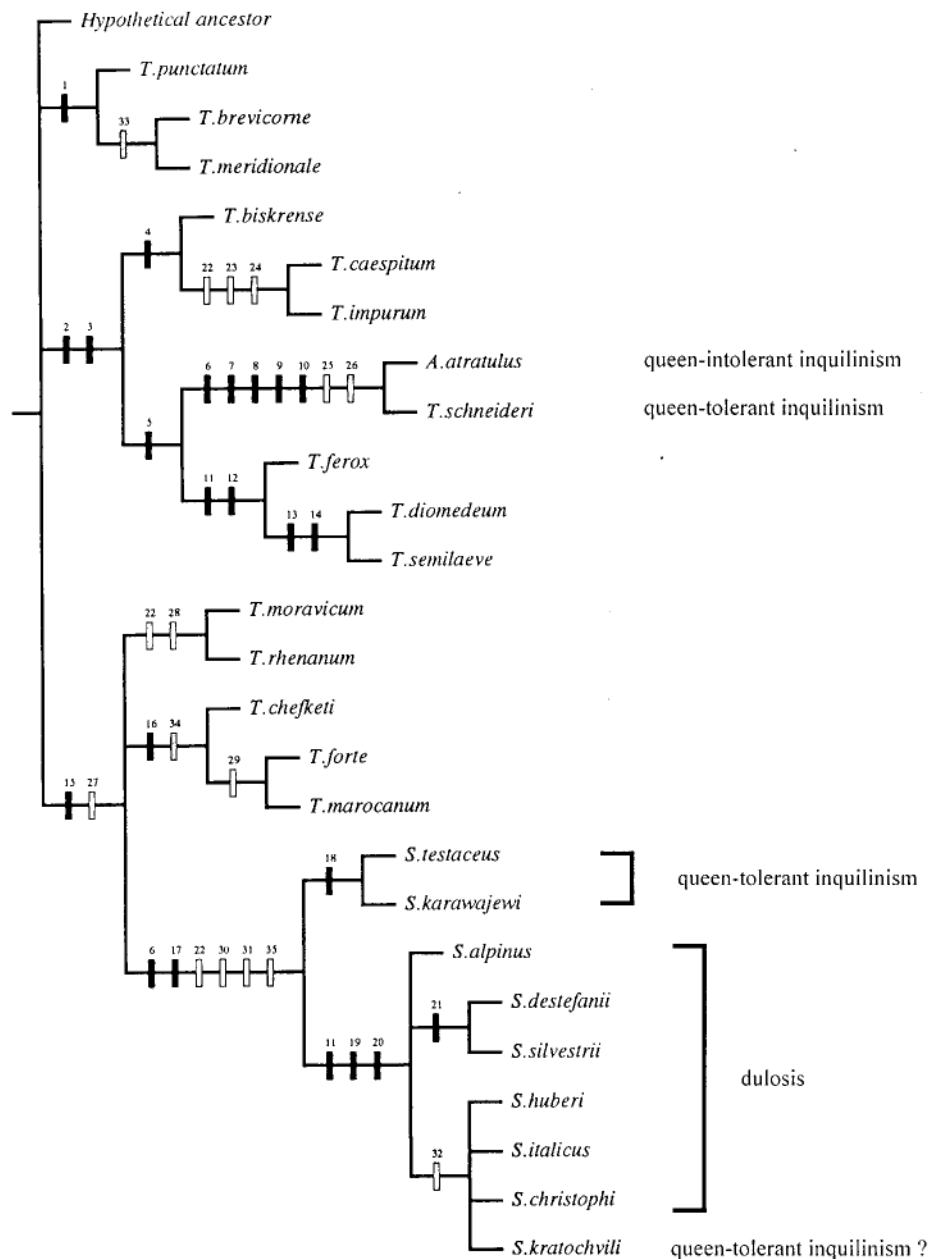 Hypothetical ancestor
T.punctatum
1
T.brevicorne
33
T.meridionale
T.biskrense
4
T.caespitum
22 23 24
T.impurum
2 3
A.atratulus queen-intolerant inquilinism
6 7 8 9 10 25 26
T.schneideri queen-tolerant inquilinism
5
T.ferox
11 12
T.diomedeum
13 14
T.semilaeve
T.moravicum
22 28
T.rhenanum
T.chefketi
16 34
T.forte
29
T.marocanum
15 27
S.testaceus
18
queen-tolerant inquilinism
S.karawajewi
S.alpinus
6 17 22 30 31 35
S.destefanii
21
S.silvestrii
11 19 20
dulosis
S.huberi
S.italicus
32
S.christophi
S.kratochvili queen-tolerant inquilinism ?